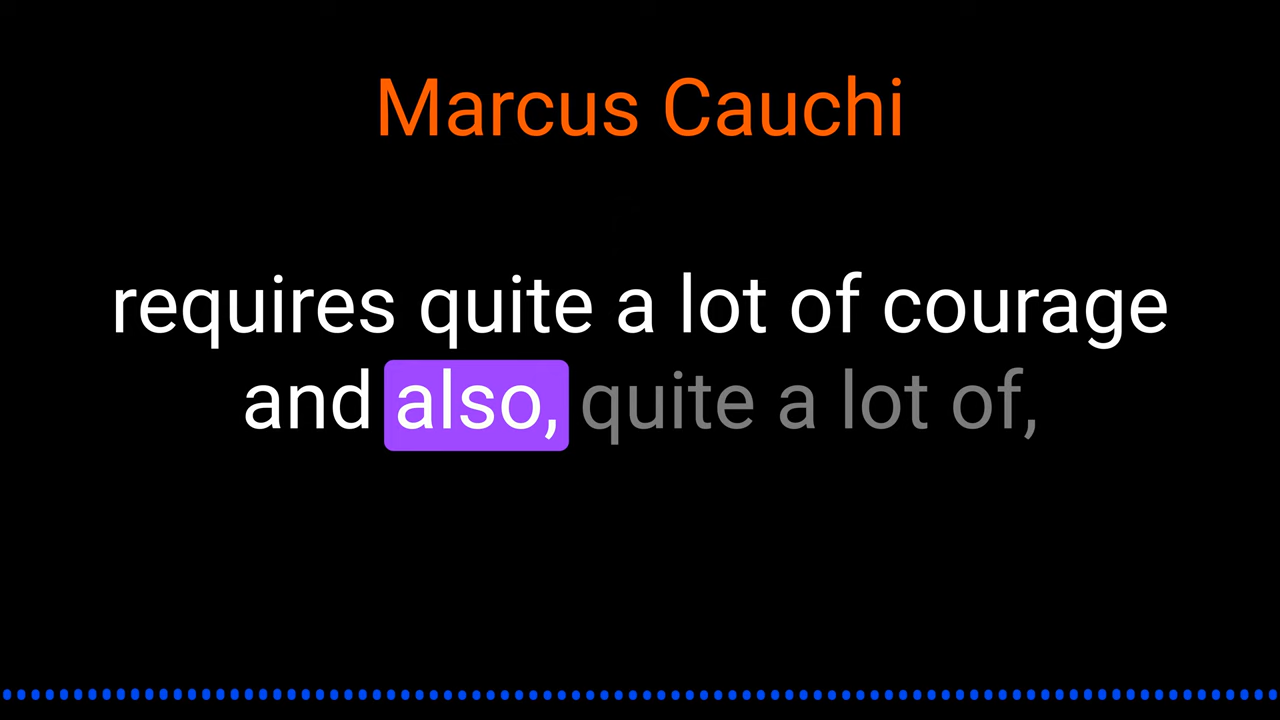 Marcus Cauchi
requires quite a lot of courage
and also, quite a lot of,